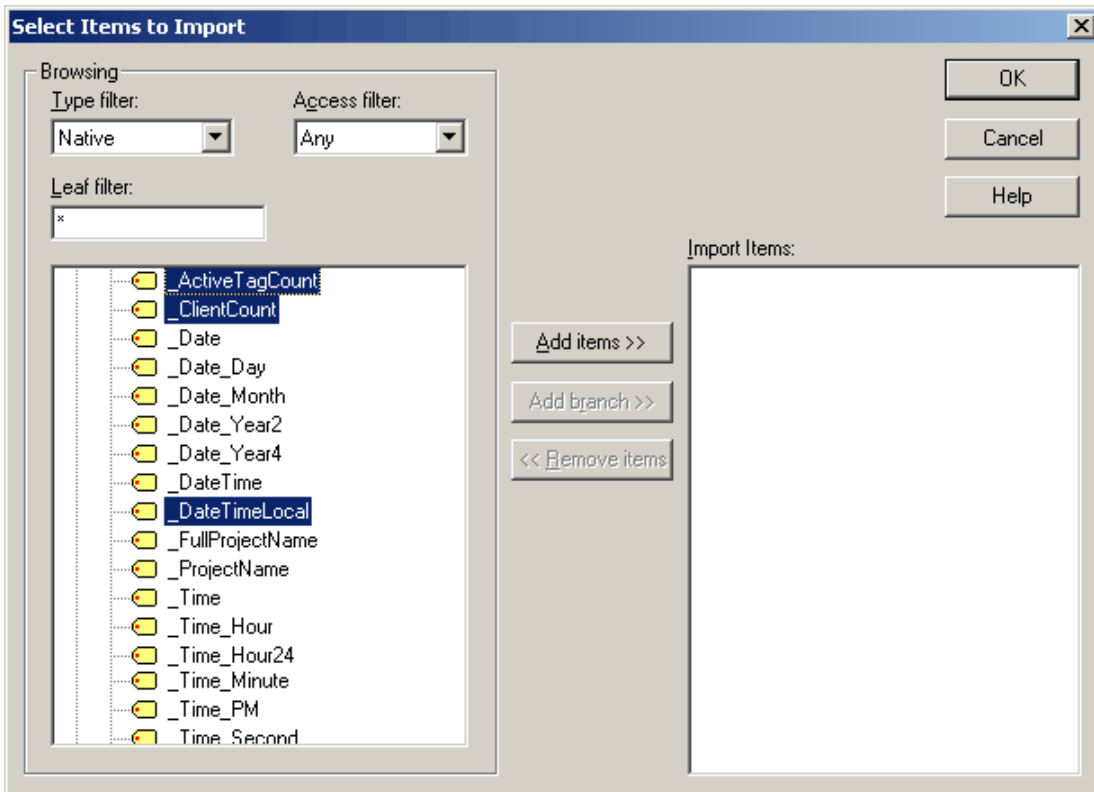 Select Items to Import
Browsing
Type filter:
Access filter:
Native
Any
Leaf filter:
*
OK
Cancel
Help
_ActiveTagCount
_ClientCount
_Date
_Date_Day
_Date_Month
_Date_Year2
_Date_Year4
_DateTime
_DateTimeLocal
_FullProjectName
_ProjectName
_Time
_Time_Hour
_Time_Hour24
_Time_Minute
_Time_PM
_Time_Second
Add items >>
Add branch >>
<< Remove items
Import Items: